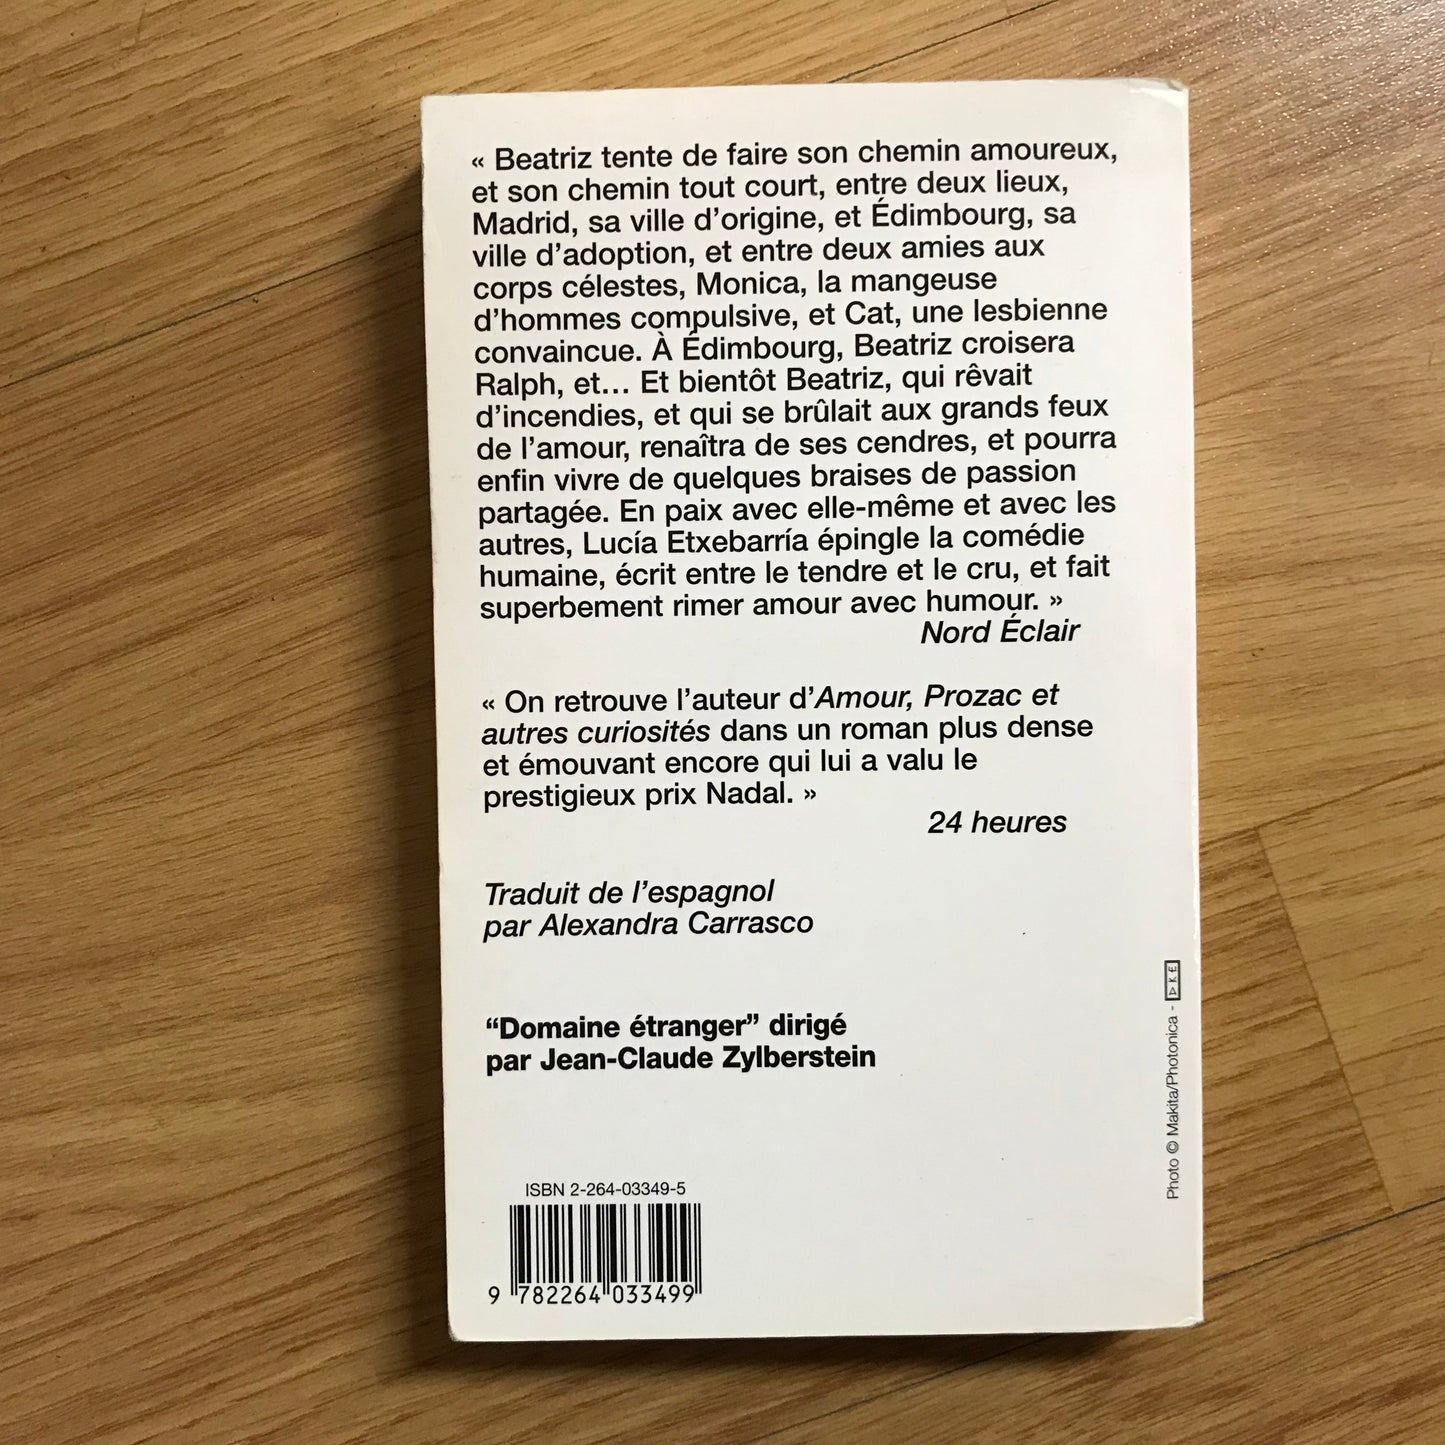 « Beatriz tente de faire son chemin amoureux,
et son chemin tout court, entre deux lieux,
Madrid, sa ville d'origine, et Édimbourg, sa
ville d'adoption, et entre deux amies aux
corps célestes, Monica, la mangeuse
d'hommes compulsive, et Cat, une lesbienne
convaincue. À Édimbourg, Beatriz croisera
Ralph, et... Et bientôt Beatriz, qui rêvait
d'incendies, et qui se brûlait aux grands feux
de l'amour, renaîtra de ses cendres, et pourra
enfin vivre de quelques braises de passion
partagée. En paix avec elle-même et avec les
autres, Lucía Etxebarría épingle la comédie
humaine, écrit entre le tendre et le cru, et fait
superbement rimer amour avec humour. »
Nord Éclair
« On retrouve l'auteur d'Amour, Prozac et
autres curiosités dans un roman plus dense
et émouvant encore qui lui a valu le
prestigieux prix Nadal. »
24 heures
Traduit de l'espagnol
par Alexandra Carrasco
“Domaine étranger” dirigé
par Jean-Claude Zylberstein
ISBN 2-264-03349-5
9 782264 033499
Photo © Makita/Photonica - DKE